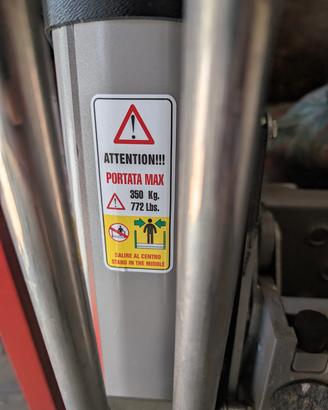 ATTENTION!!!
PORTATA MAX
350 Kg.
772 Lbs.
SALIRE AL CENTRO
STAND IN THE MIDDLE